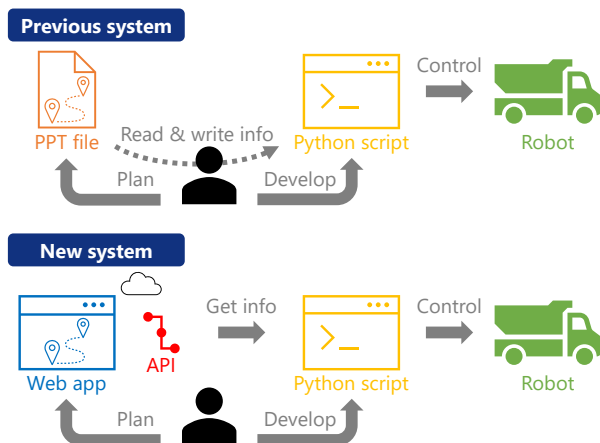 Previous system
Control
Read & write info
PPT file
Python script
Robot
Plan
Develop
New system
Get info
Control
API
Web app
Python script
Robot
Plan
Develop